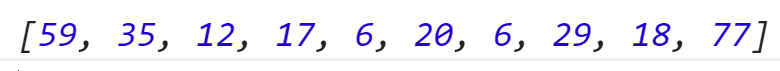 [59, 35, 12, 17, 6, 20, 6, 29, 18, 77]